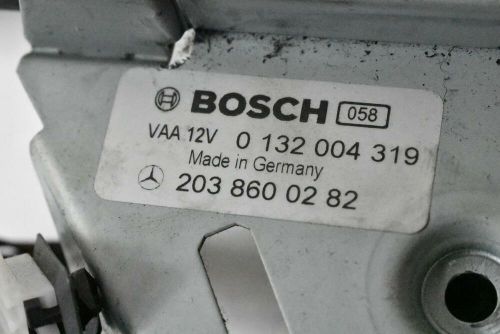 BOSCH 058
VAA 12V 0 132 004 319
Made in Germany
203 860 02 82